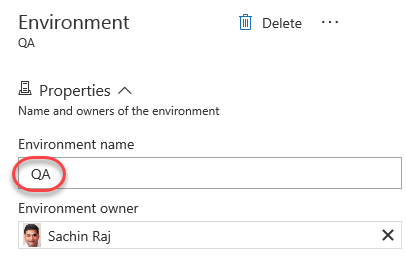 Environment
Delete ...
QA
Properties
Name and owners of the environment
Environment name
QA
Environment owner
Sachin Raj